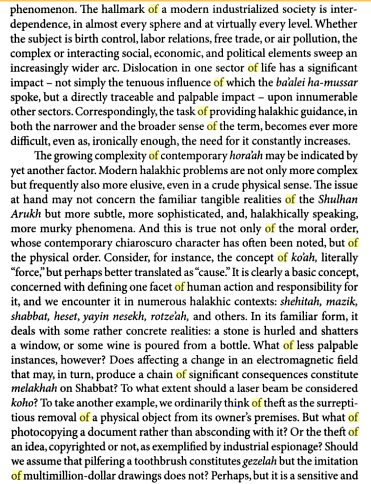 phenomenon. The hallmark of a modern industrialized society is inter-
dependence, in almost every sphere and at virtually every level. Whether
the subject is birth control, labor relations, free trade, or air pollution, the
complex or interacting social, economic, and political elements sweep an
increasingly wider arc. Dislocation in one sector of life has a significant
impact – not simply the tenuous influence of which the ba'alei ha-mussar
spoke, but a directly traceable and palpable impact – upon innumerable
other sectors. Correspondingly, the task of providing halakhic guidance, in
both the narrower and the broader sense of the term, becomes ever more
difficult, even as, ironically enough, the need for it constantly increases.
The growing complexity of contemporary hora'ah may be indicated by
yet another factor. Modern halakhic problems are not only more complex
but frequently also more elusive, even in a crude physical sense. The issue
at hand may not concern the familiar tangible realities of the Shulhan
Arukh but more subtle, more sophisticated, and, halakhically speaking,
more murky phenomena. And this is true not only of the moral order,
whose contemporary chiaroscuro character has often been noted, but of
the physical order. Consider, for instance, the concept of ko'ah, literally
“force,” but perhaps better translated as “cause.” It is clearly a basic concept,
concerned with defining one facet of human action and responsibility for
it, and we encounter it in numerous halakhic contexts: shehitah, mazik,
shabbat, heset, yayin nesekh, rotze'ah, and others. In its familiar form, it
deals with some rather concrete realities: a stone is hurled and shatters
a window, or some wine is poured from a bottle. What of less palpable
instances, however? Does affecting a change in an electromagnetic field
that may, in turn, produce a chain of significant consequences constitute
melakhah on Shabbat? To what extent should a laser beam be considered
koho? To take another example, we ordinarily think of theft as the surrepti-
tious removal of a physical object from its owner's premises. But what of
photocopying a document rather than absconding with it? Or the theft of
an idea, copyrighted or not, as exemplified by industrial espionage? Should
we assume that pilfering a toothbrush constitutes gezelah but the imitation
of multimillion-dollar drawings does not? Perhaps, but it is a sensitive and